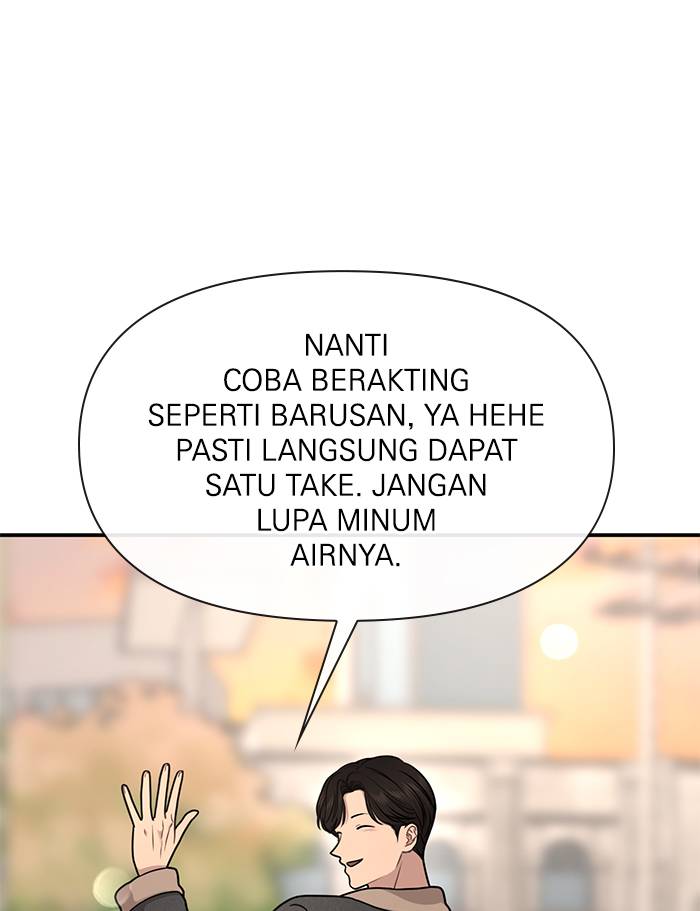 NANTI
COBA BERAKTING
SEPERTI BARUSAN, YA HEHE
PASTI LANGSUNG DAPAT
SATU TAKE. JANGAN
LUPA MINUM
AIRNYA.